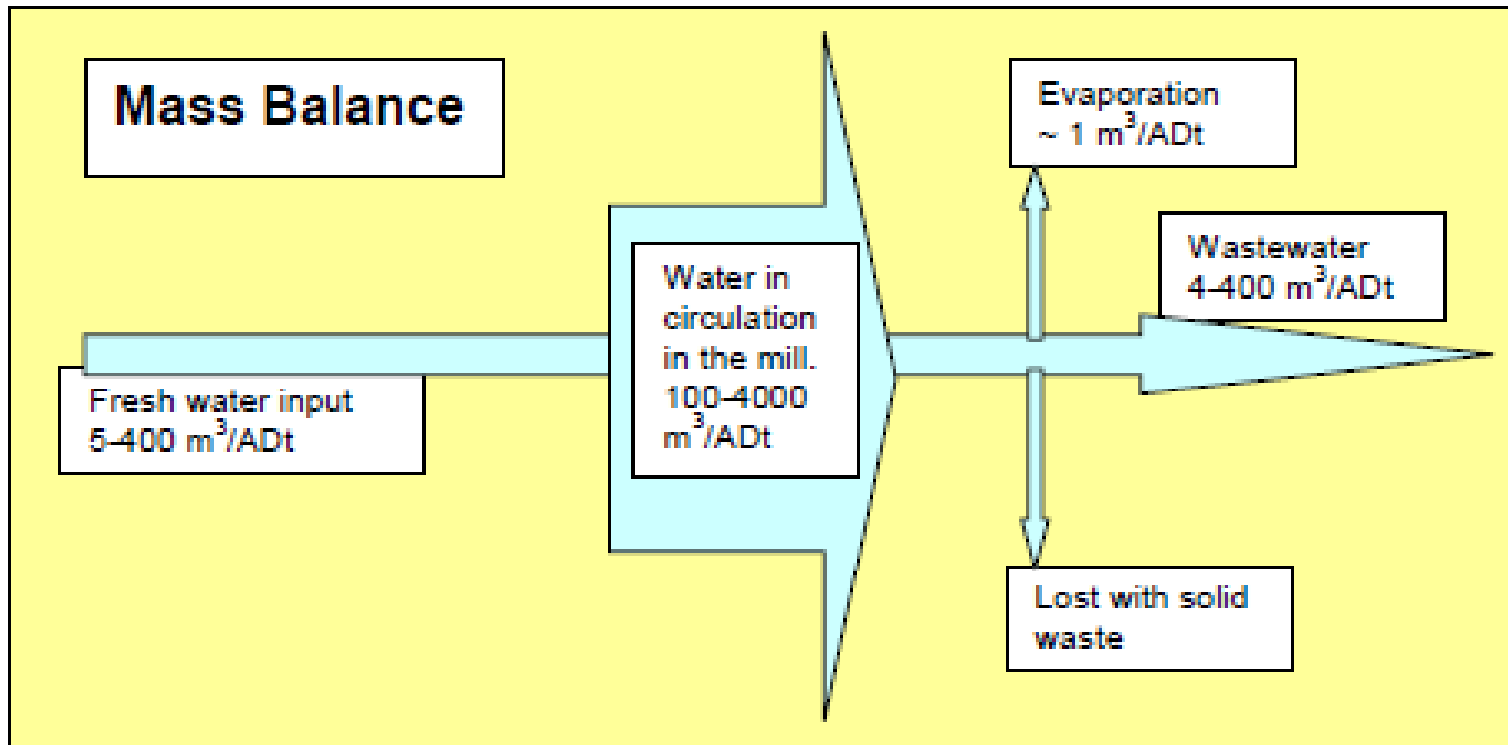 Mass Balance
Evaporation
~ 1 m³/ADt
Wastewater
4-400 m³/ADt
Water in
circulation
in the mill.
100-4000
m³/ADt
Fresh water input
5-400 m³/ADt
Lost with solid
waste